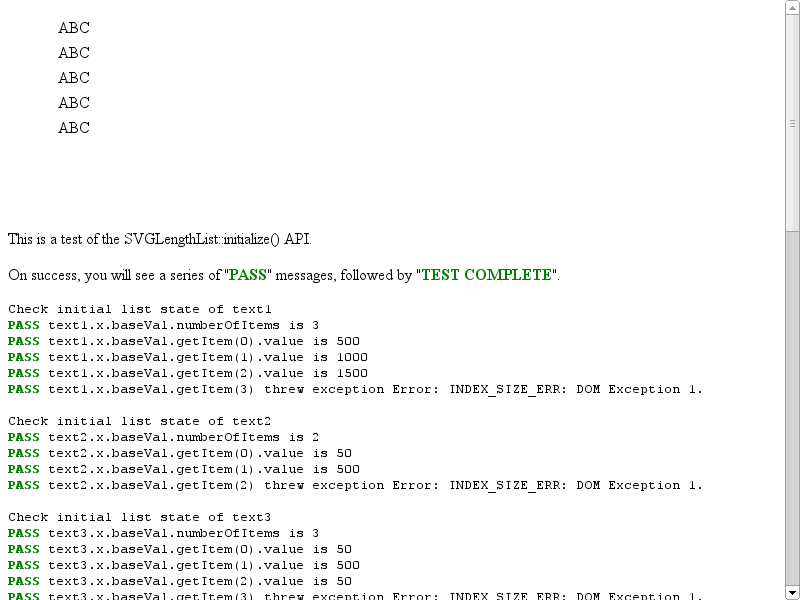 ABC
ABC
ABC
ABC
ABC
This is a test of the SVGLengthList::initialize() API.
On success, you will see a series of "PASS" messages, followed by "TEST COMPLETE".
Check initial list state of text1
PASS text1.x.baseVal.numberOfItems is 3
PASS text1.x.baseVal.getItem(0).value is 500
PASS text1.x.baseVal.getItem(1).value is 1000
PASS text1.x.baseVal.getItem(2).value is 1500
PASS text1.x.baseVal.getItem(3) threw exception Error: INDEX_SIZE_ERR: DOM Exception 1.
Check initial list state of text2
PASS text2.x.baseVal.numberOfItems is 2
PASS text2.x.baseVal.getItem(0).value is 50
PASS text2.x.baseVal.getItem(1).value is 500
PASS text2.x.baseVal.getItem(2) threw exception Error: INDEX_SIZE_ERR: DOM Exception 1.
Check initial list state of text3
PASS text3.x.baseVal.numberOfItems is 3
PASS text3.x.baseVal.getItem(0).value is 50
PASS text3.x.baseVal.getItem(1).value is 500
PASS text3.x.baseVal.getItem(2).value is 50
PASS text3.x.baseVal.getItem(3) threw exception Error: INDEX_SIZE_ERR: DOM Exception 1.